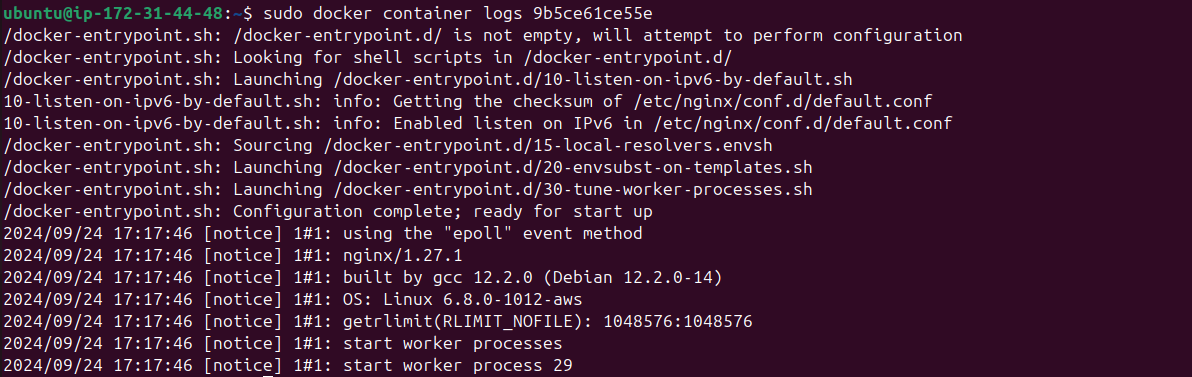 ubuntu@ip-172-31-44-48:~$ sudo docker container logs 9b5ce61ce55e
/docker-entrypoint.sh: /docker-entrypoint.d/ is not empty, will attempt to perform configuration
/docker-entrypoint.sh: Looking for shell scripts in /docker-entrypoint.d/
/docker-entrypoint.sh: Launching /docker-entrypoint.d/10-listen-on-ipv6-by-default.sh
10-listen-on-ipv6-by-default.sh: info: Getting the checksum of /etc/nginx/conf.d/default.conf
10-listen-on-ipv6-by-default.sh: info: Enabled listen on IPv6 in /etc/nginx/conf.d/default.conf
/docker-entrypoint.sh: Sourcing /docker-entrypoint.d/15-local-resolvers.envsh
/docker-entrypoint.sh: Launching /docker-entrypoint.d/20-envsubst-on-templates.sh
/docker-entrypoint.sh: Launching /docker-entrypoint.d/30-tune-worker-processes.sh
/docker-entrypoint.sh: Configuration complete; ready for start up
2024/09/24 17:17:46 [notice] 1#1: using the "epoll" event method
2024/09/24 17:17:46 [notice] 1#1: nginx/1.27.1
2024/09/24 17:17:46 [notice] 1#1: built by gcc 12.2.0 (Debian 12.2.0-14)
2024/09/24 17:17:46 [notice] 1#1: OS: Linux 6.8.0-1012-aws
2024/09/24 17:17:46 [notice] 1#1: getrlimit(RLIMIT_NOFILE): 1048576:1048576
2024/09/24 17:17:46 [notice] 1#1: start worker processes
2024/09/24 17:17:46 [notice] 1#1: start worker process 29